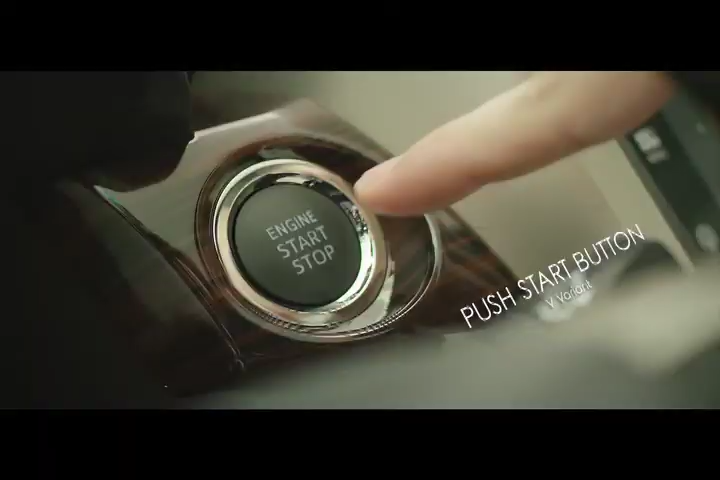 ENGINE
START
STOP
PUSH START BUTTON
V Variant